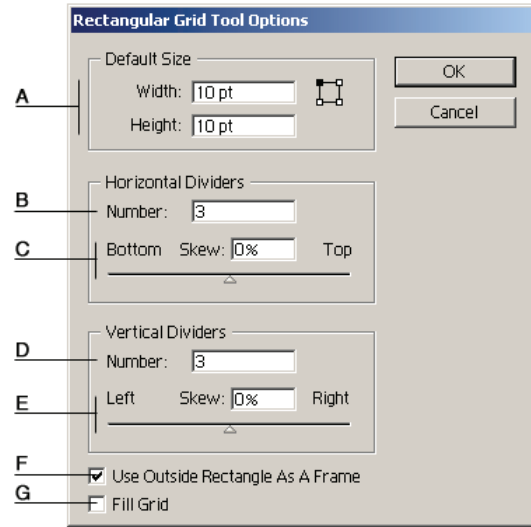 Rectangular Grid Tool Options
Default Size
OK
A
Width: 10 pt
Height: 10 pt
Cancel
Horizontal Dividers
B
Number: 3
C
Bottom Skew: 0% Top
Vertical Dividers
D
Number: 3
E
Left Skew: 0% Right
F
Use Outside Rectangle As A Frame
G
Fill Grid